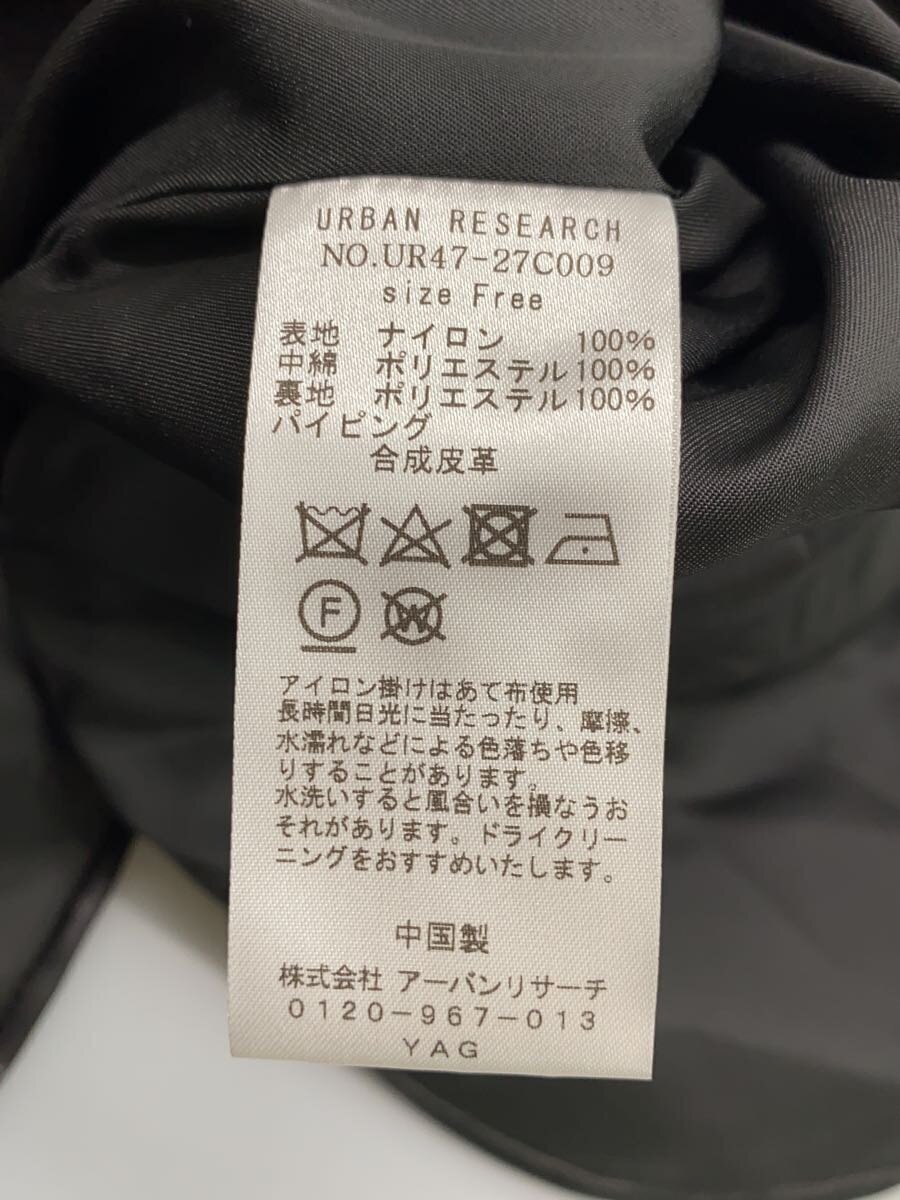 URBAN RESEARCH
NO.UR47-27C009
size Free
表地 ナイロン 100%
中綿 ポリエステル 100%
裏地 ポリエステル 100%
パイピング
合成皮革
F W
アイロン掛けはあて布使用
長時間日光に当たったり、摩擦、
水濡れなどによる色落ちや色移
りすることがあります。
水洗いすると風合いを損なうお
それがあります。ドライクリー
ニングをおすすめいたします。
中国製
株式会社 アーバンリサーチ
0120-967-013
YAG